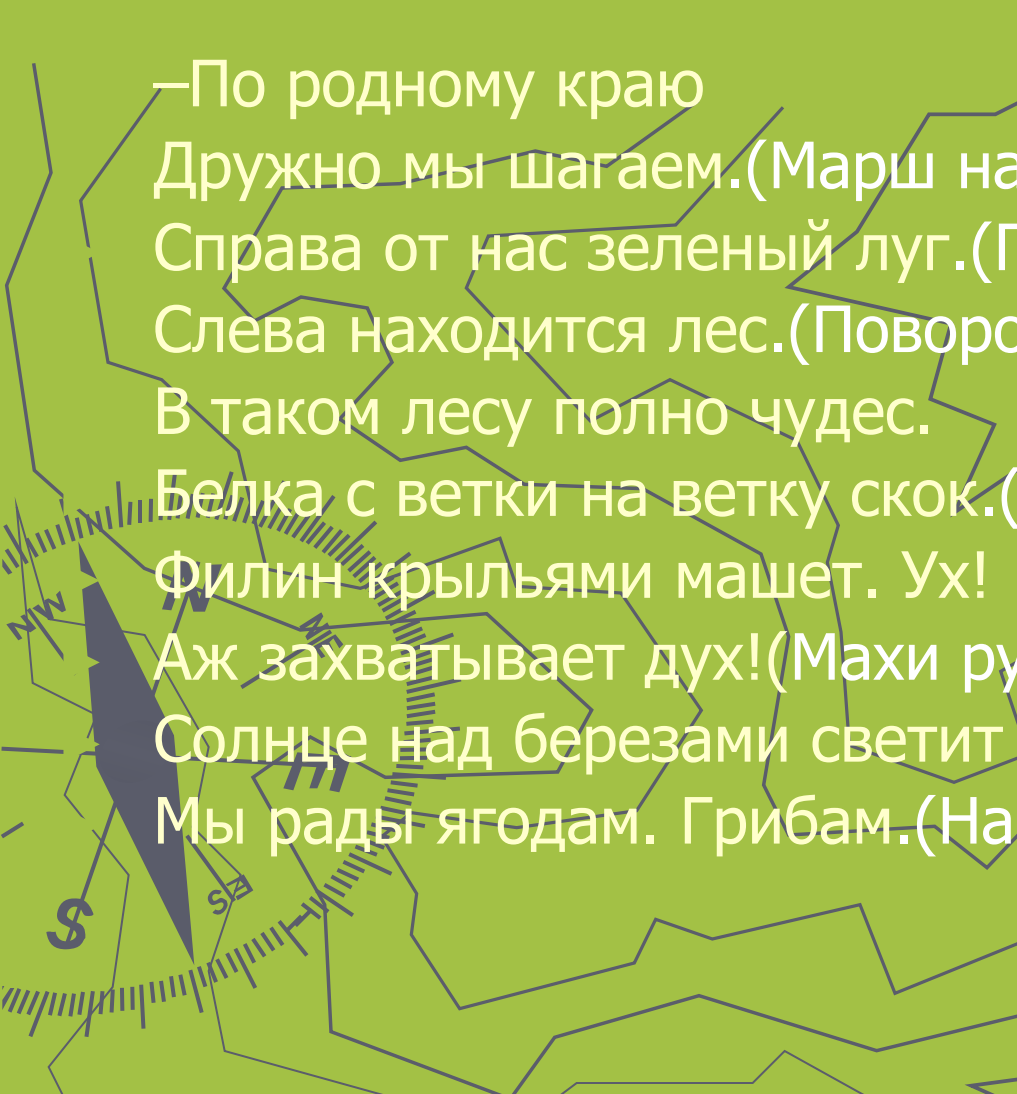 –По родному краю
Дружно мы шагаем.(Марш на
Справа от нас зеленый луг.(П
Слева находится лес.(Поворо
В таком лесу полно чудес.
Белка с ветки на ветку скок.(
Филин крыльями машет. Ух!
Аж захватывает дух!(Махи ру
Солнце над березами светит
Мы рады ягодам. Грибам.(На
NW
N
NE
E
S